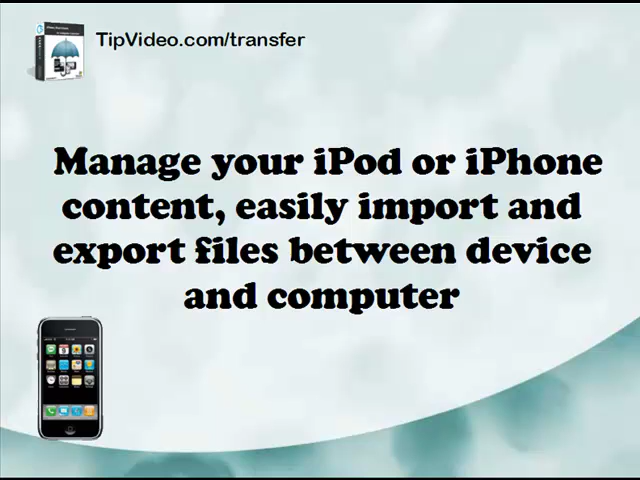 TipVideo.com/transfer
Manage your iPod or iPhone
content, easily import and
export files between device
and computer